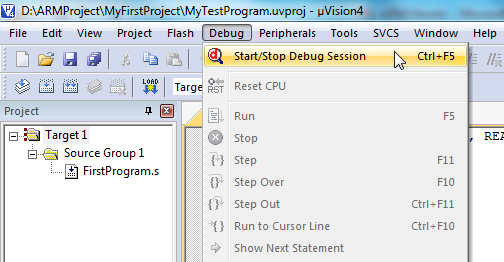 D:\ARMProject\MyFirstProject\MyTestProgram.uvproj - µVision4
File Edit View Project Flash Debug Peripherals Tools SVCS Window Help
LOAD Targe
Project
Target 1
Source Group 1
FirstProgram.s
Start/Stop Debug Session Ctrl+F5
RST Reset CPU
Run F5
Stop
Step F11
Step Over F10
Step Out Ctrl+F11
Run to Cursor Line Ctrl+F10
Show Next Statement
, REA